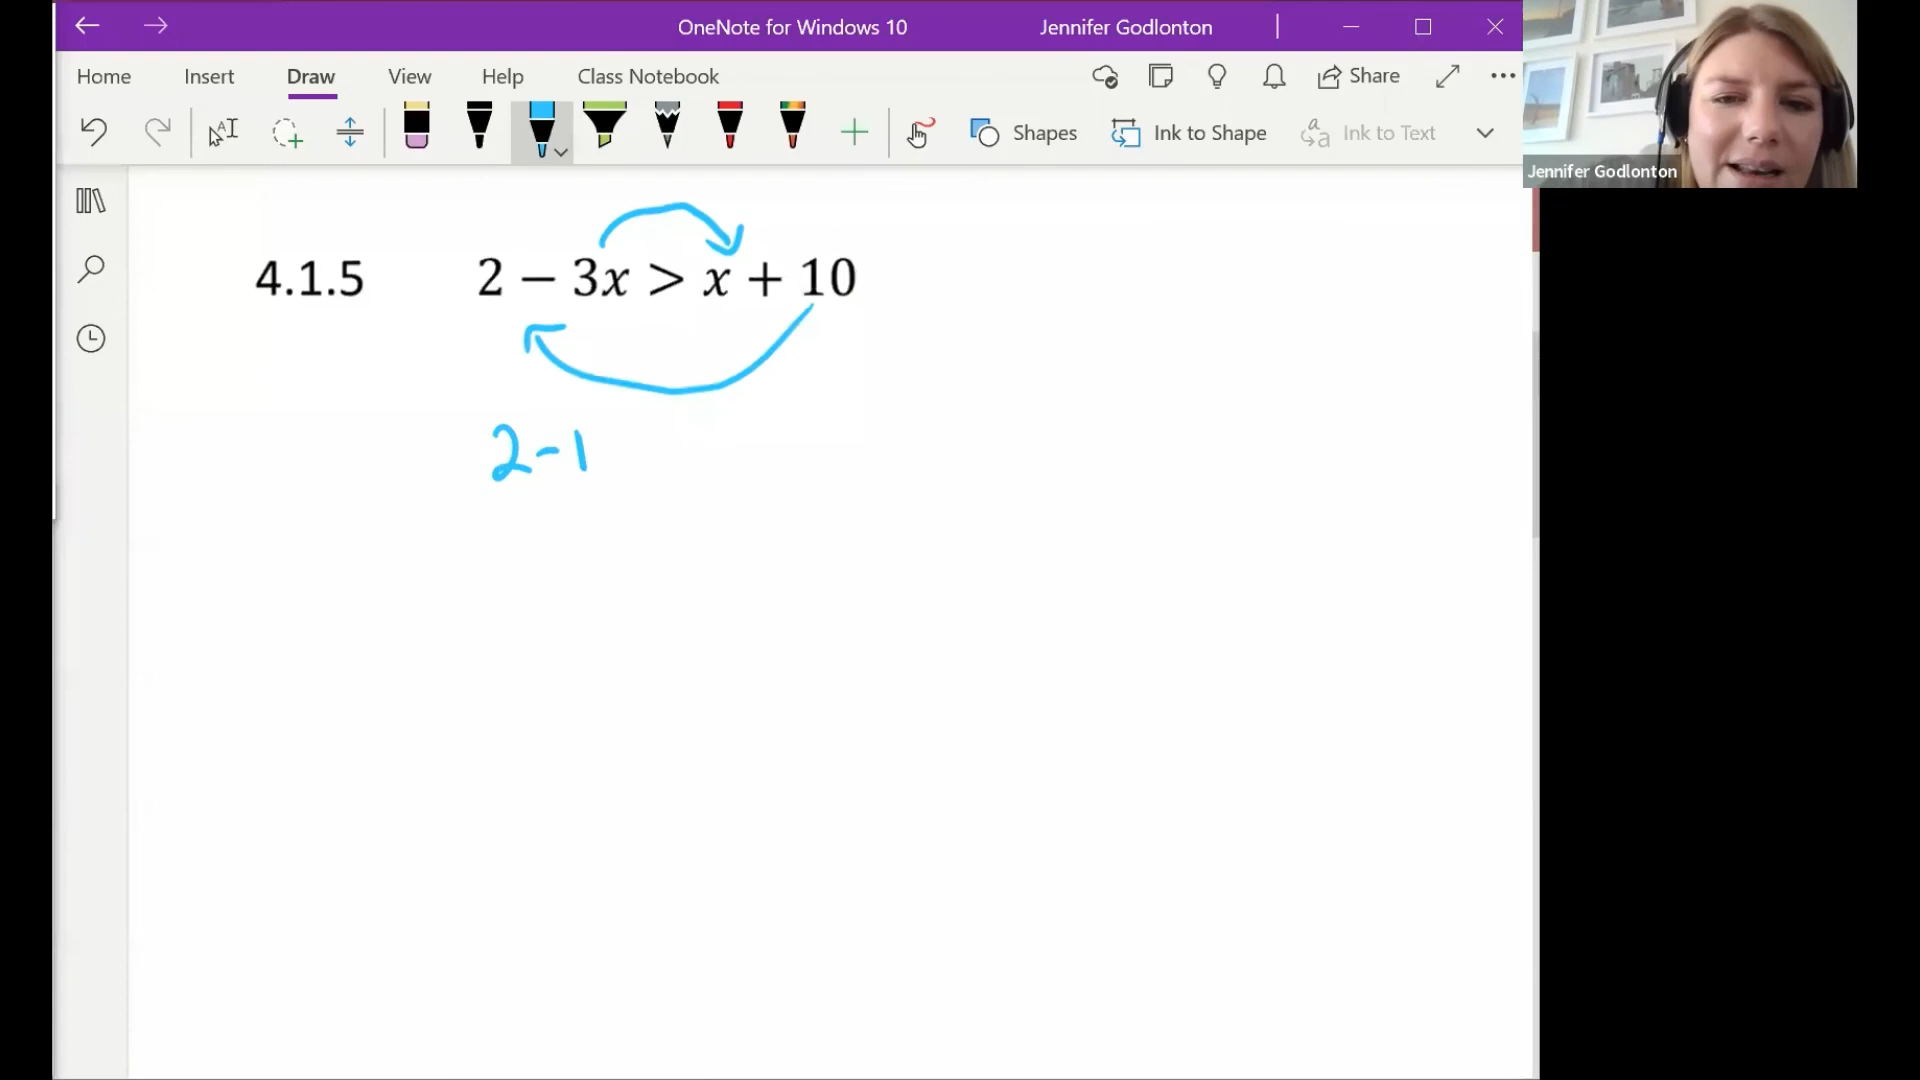 OneNote for Windows 10 Jennifer Godlonton
Home Insert Draw View Help Class Notebook Share
Shapes Ink to Shape Ink to Text
Jennifer Godlonton
4.1.5 2 − 3x > x + 10
2 - 1